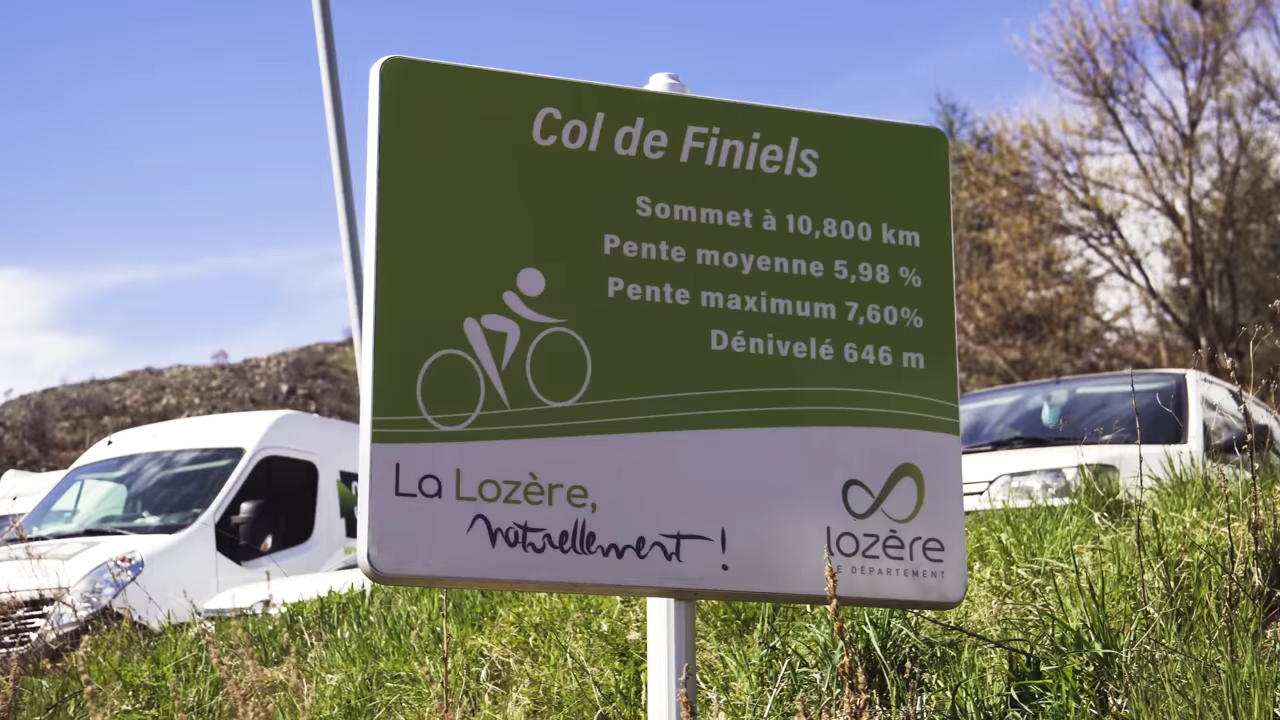 Col de Finiels
Sommet à 10,800 km
Pente moyenne 5,98 %
Pente maximum 7,60%
Dénivelé 646 m
La Lozère,
naturellement !
lozère
E DÉPARTEMENT